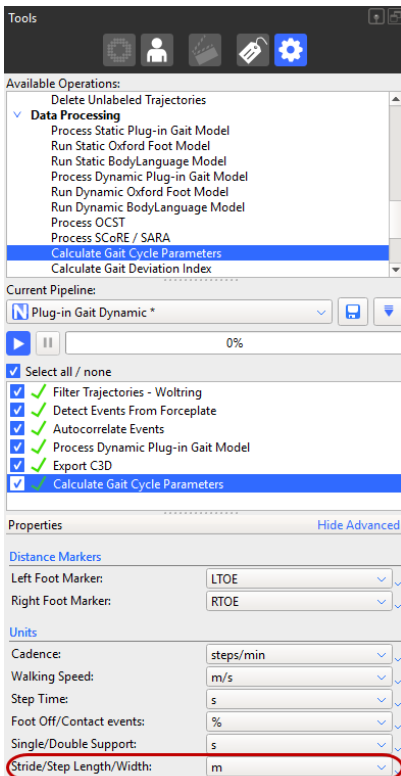 Tools
Available Operations:
Delete Unlabeled Trajectories
Data Processing
Process Static Plug-in Gait Model
Run Static Oxford Foot Model
Run Static BodyLanguage Model
Process Dynamic Plug-in Gait Model
Run Dynamic Oxford Foot Model
Run Dynamic BodyLanguage Model
Process OCST
Process SCoRE / SARA
Calculate Gait Cycle Parameters
Calculate Gait Deviation Index
Current Pipeline:
N Plug-in Gait Dynamic *
0%
Select all / none
Filter Trajectories - Woltring
Detect Events From Forceplate
Autocorrelate Events
Process Dynamic Plug-in Gait Model
Export C3D
Calculate Gait Cycle Parameters
Properties Hide Advanced
Distance Markers
Left Foot Marker: LTOE
Right Foot Marker: RTOE
Units
Cadence: steps/min
Walking Speed: m/s
Step Time: s
Foot Off/Contact events: %
Single/Double Support: s
Stride/Step Length/Width: m